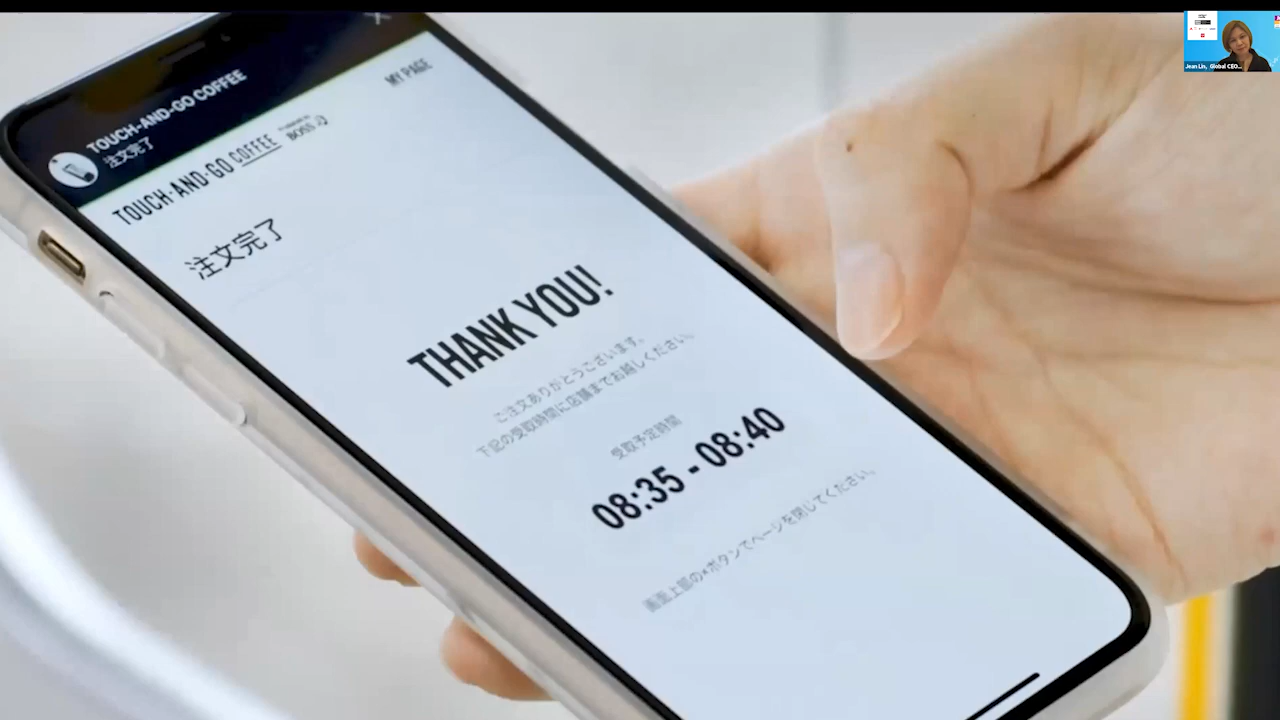 TOUCH-AND-GO COFFEE
注文完了
MY PAGE
TOUCH-AND-GO COFFEE
BOSS
注文完了
THANK YOU!
ご注文ありがとうございます。
下記の受取時間に店舗までお越しください。
受取予定時間
08:35 - 08:40
画面上部の×ボタンでページを閉じてください。
Jean Lin, Global CEO...